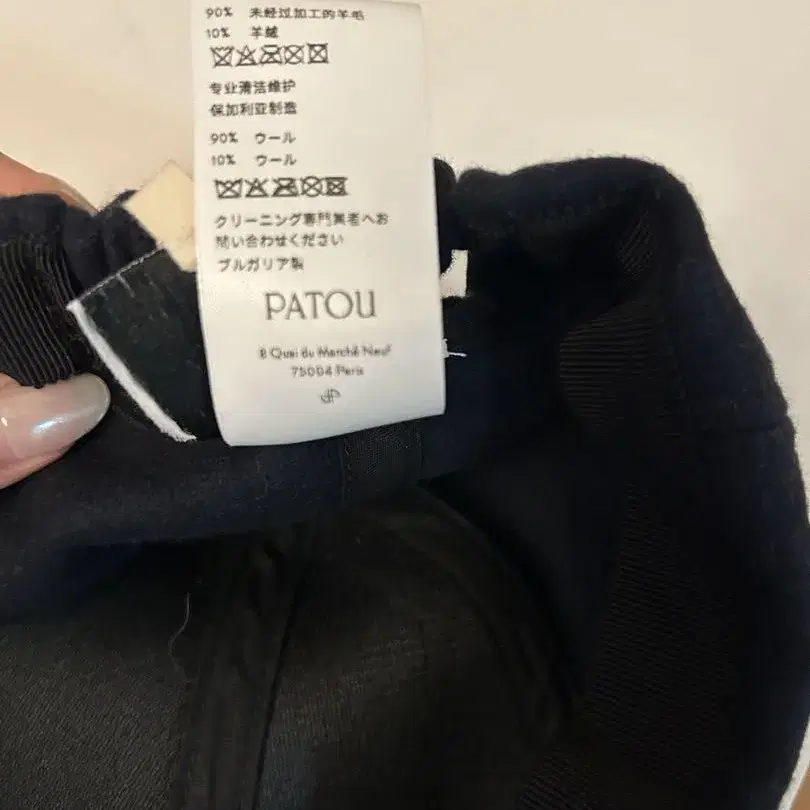 90% 未经过加工的羊毛
10% 羊绒
专业清洁维护
保加利亚制造
90% ウール
10% ウール
クリーニング専門業者へお
問い合わせください
ブルガリア製
PATOU
8 Quai du Marché Neuf
75004 Paris
JP